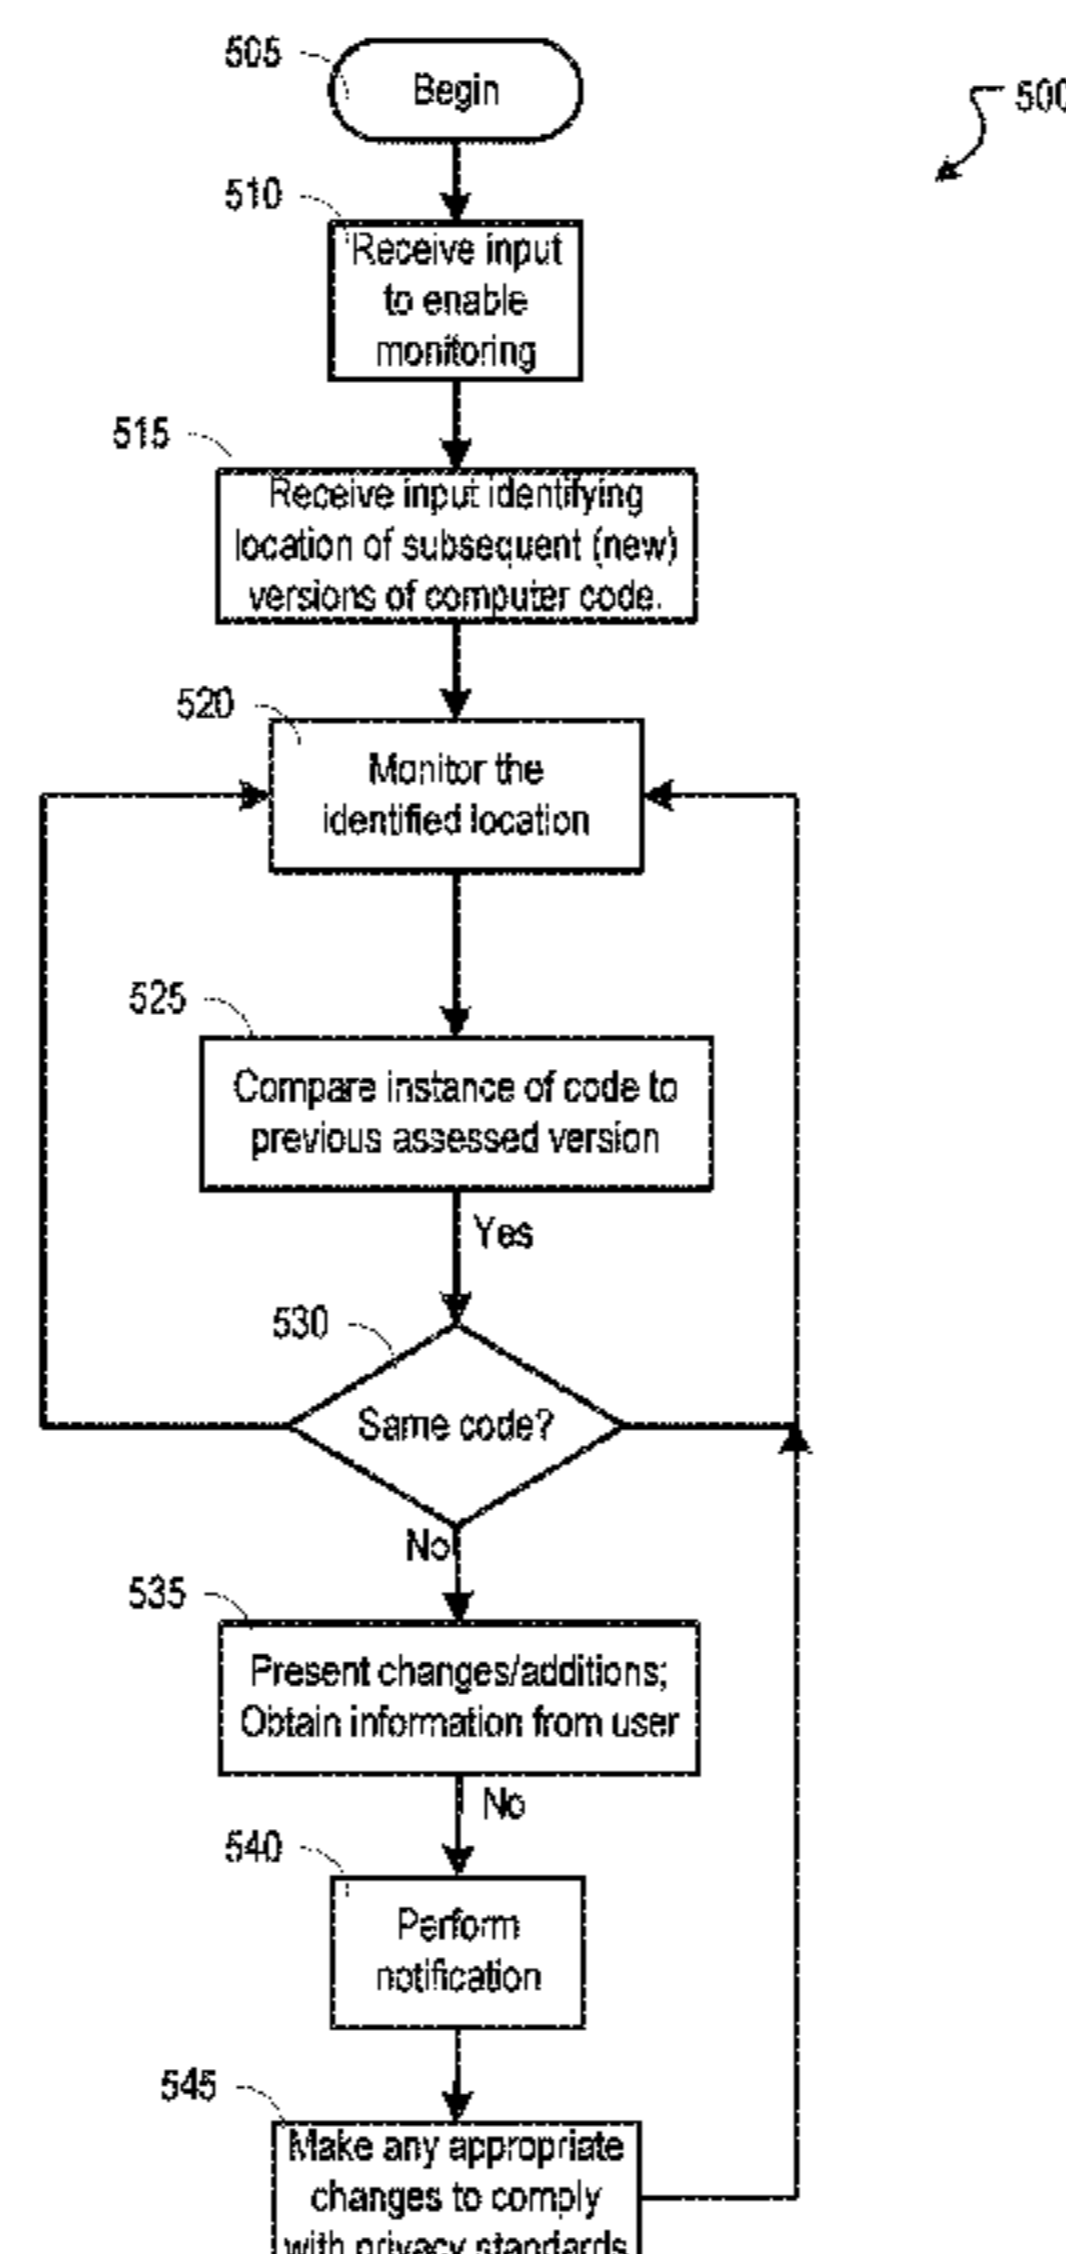 505
Begin
500
510
Receive input
to enable
monitoring
515
Receive input identifying
location of subsequent (new)
versions of computer code.
520
Monitor the
identified location
525
Compare instance of code to
previous assessed version
Yes
530
Same code?
No
535
Present changes/additions;
Obtain information from user
No
540
Perform
notification
545
Make any appropriate
changes to comply
with privacy standards